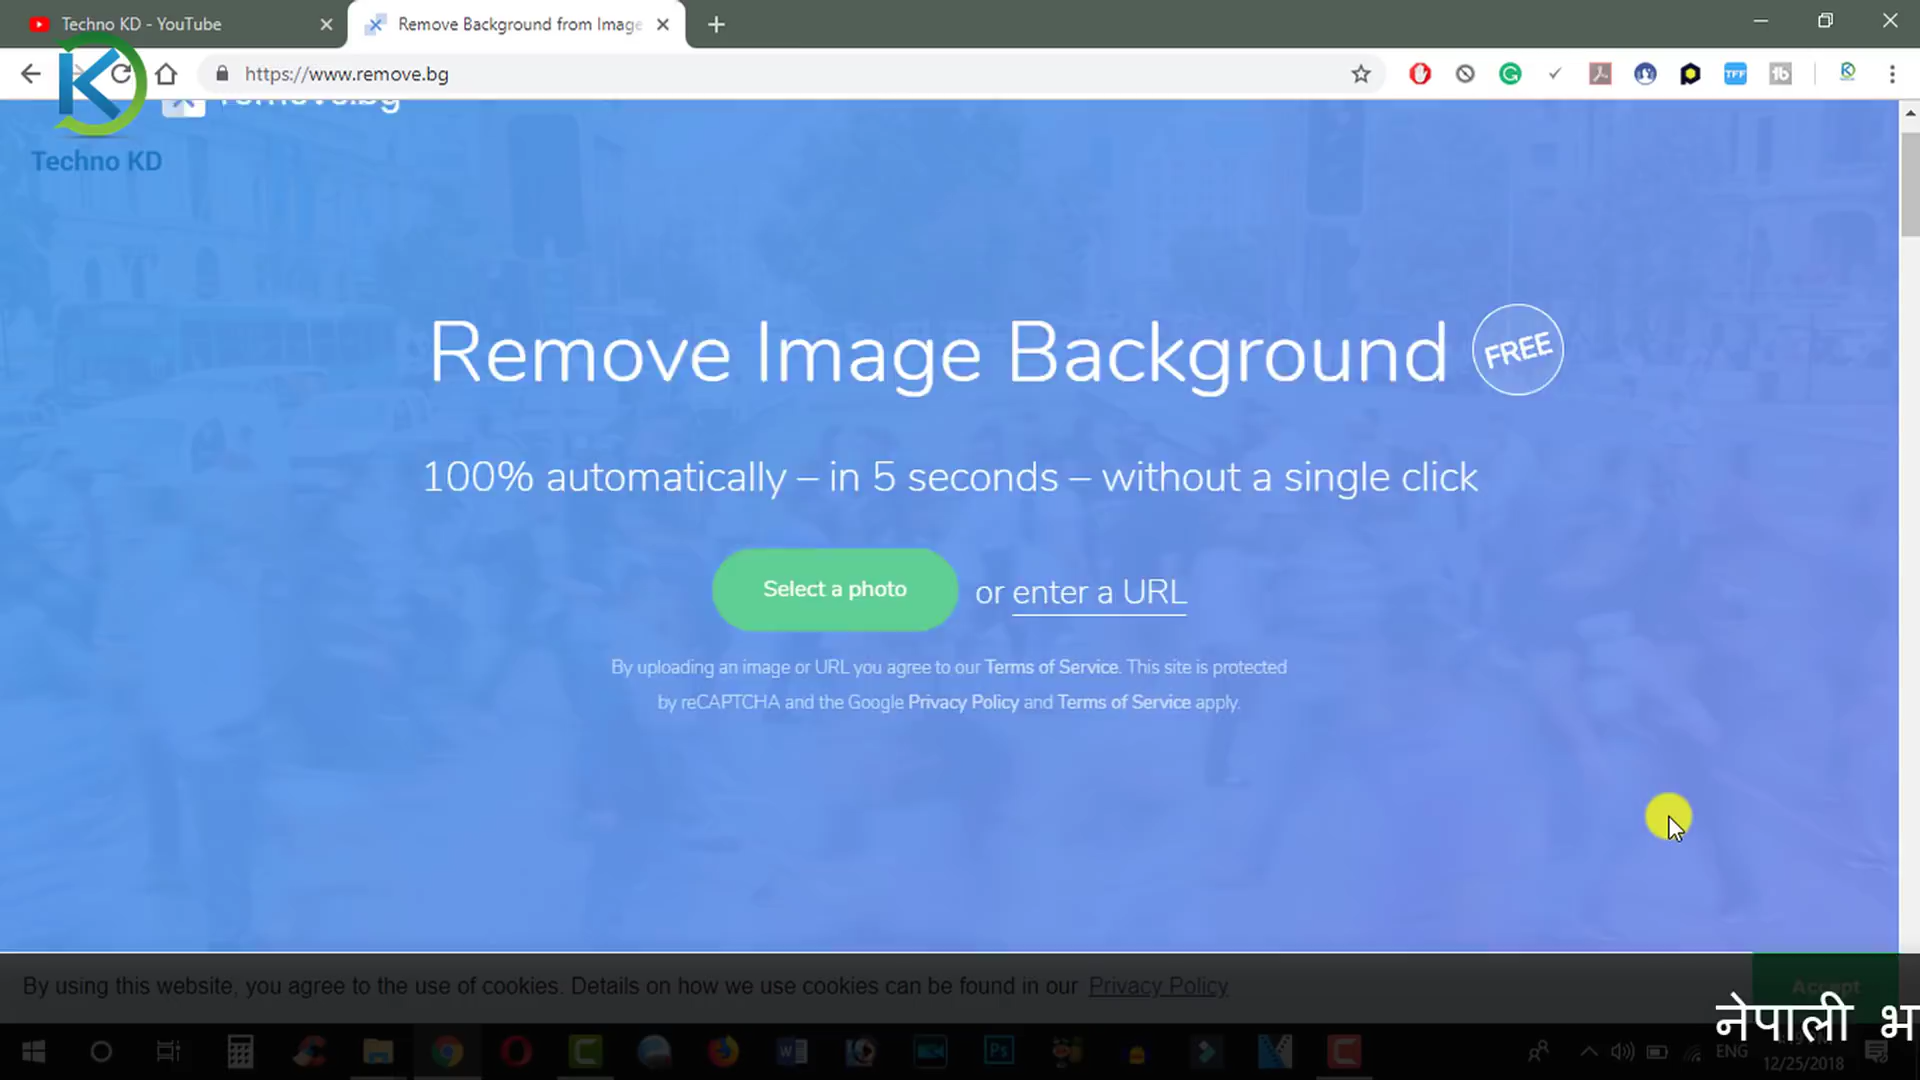 Techno KD - YouTube
Remove Background from Image
https://www.remove.bg
remove.bg
Techno KD
Remove Image Background
FREE
100% automatically – in 5 seconds – without a single click
Select a photo
or enter a URL
By uploading an image or URL you agree to our Terms of Service. This site is protected
by reCAPTCHA and the Google Privacy Policy and Terms of Service apply.
By using this website, you agree to the use of cookies. Details on how we use cookies can be found in our Privacy Policy
Accept
नेपाली भा
ENG
12/25/2018